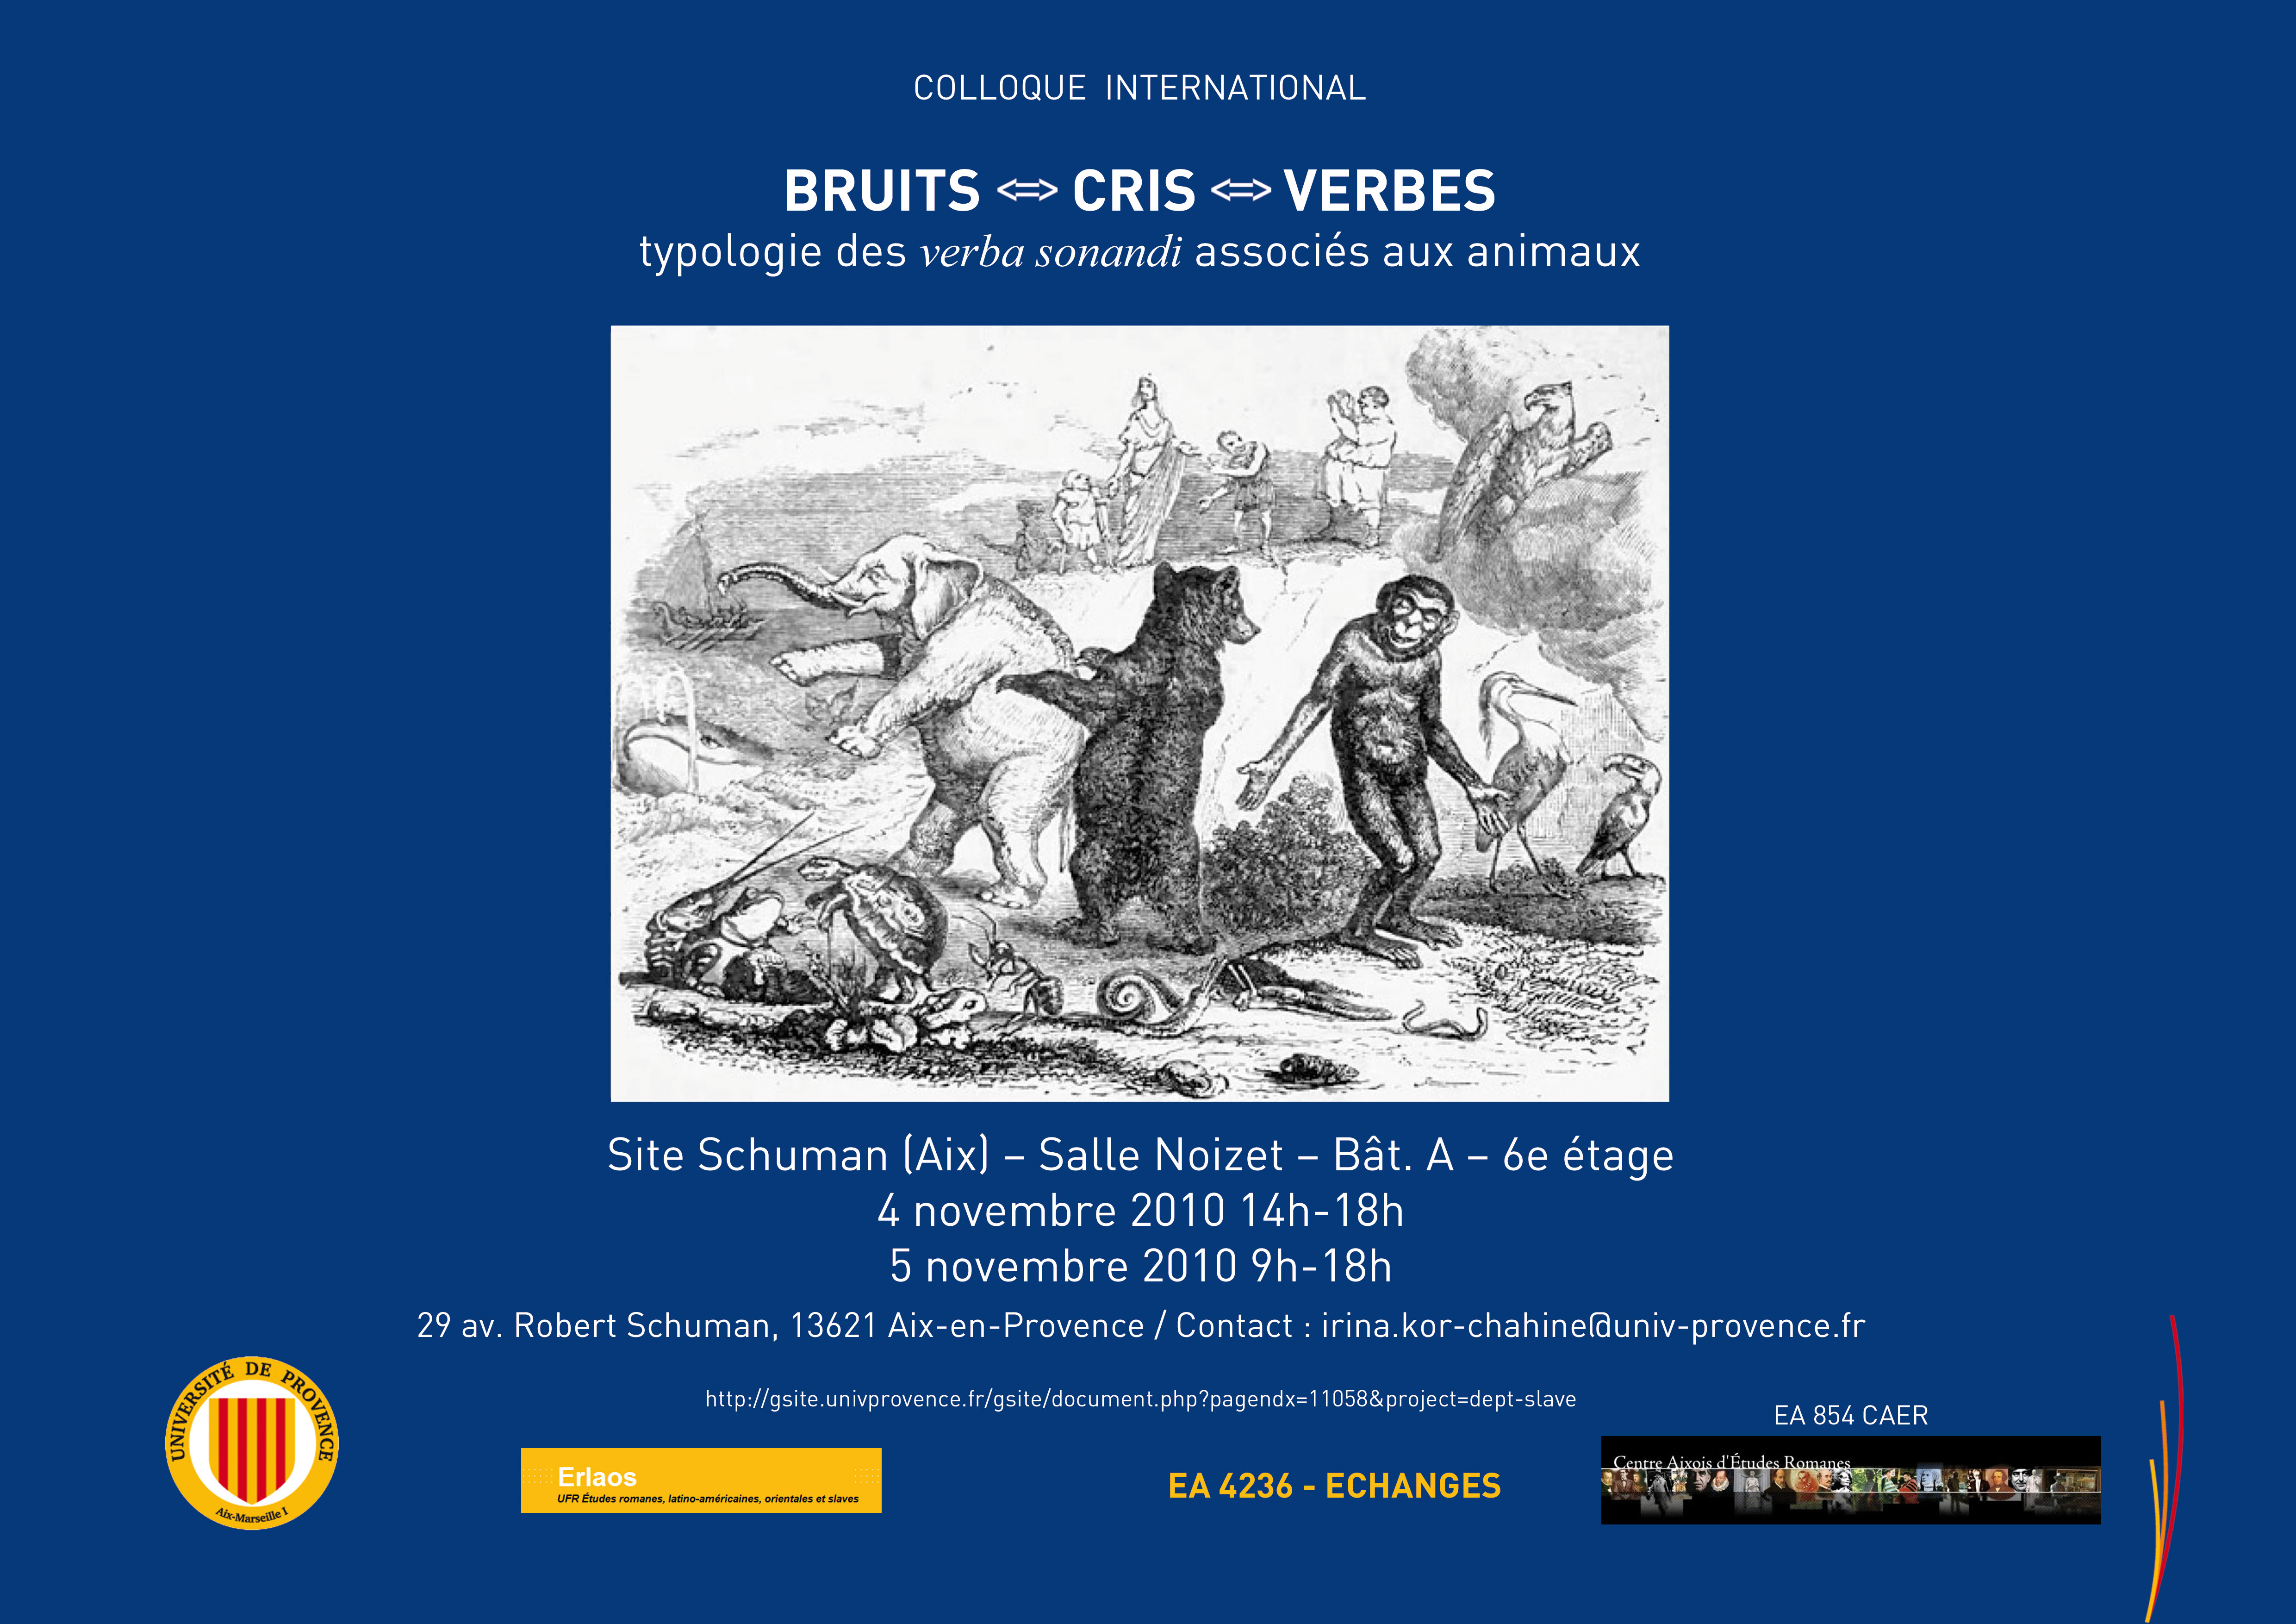 COLLOQUE INTERNATIONAL
BRUITS <=> CRIS <=> VERBES
typologie des verba sonandi associés aux animaux
Site Schuman (Aix) – Salle Noizet – Bât. A – 6e étage
4 novembre 2010 14h-18h
5 novembre 2010 9h-18h
29 av. Robert Schuman, 13621 Aix-en-Provence / Contact : irina.kor-chahine@univ-provence.fr
http://gsite.univprovence.fr/gsite/document.php?pagendx=11058&project=dept-slave
UNIVERSITÉ DE PROVENCE
Aix-Marseille I
Erlaos
UFR Études romanes, latino-américaines, orientales et slaves
EA 4236 - ECHANGES
EA 854 CAER
Centre Aixois d'Études Romanes